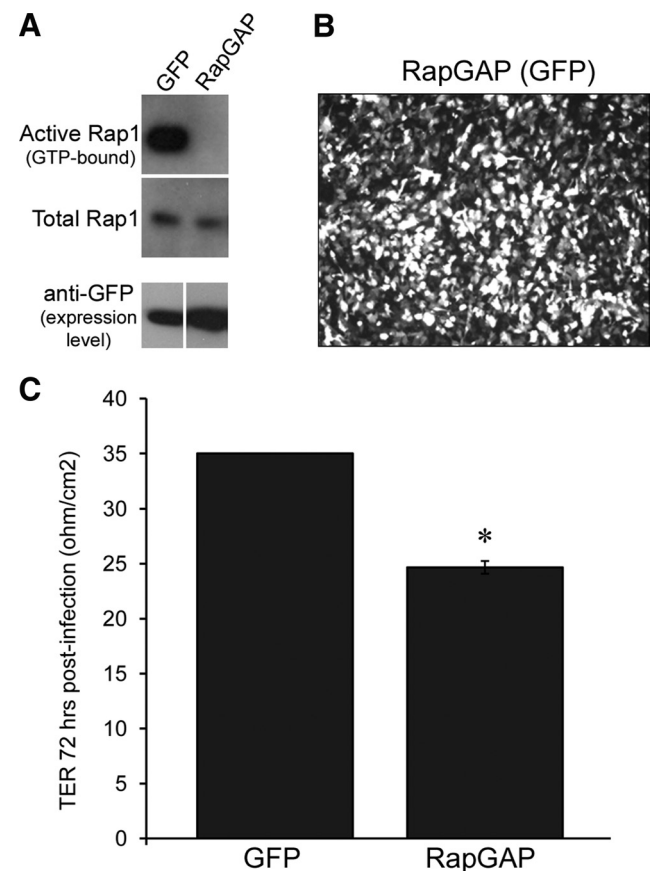 A
GFP
RapGAP
Active Rap1
(GTP-bound)
Total Rap1
anti-GFP
(expression
level)
B
RapGAP (GFP)
C
TER 72 hrs post-infection (ohm/cm2)
40
35
30
25
20
15
10
5
0
*
GFP
RapGAP